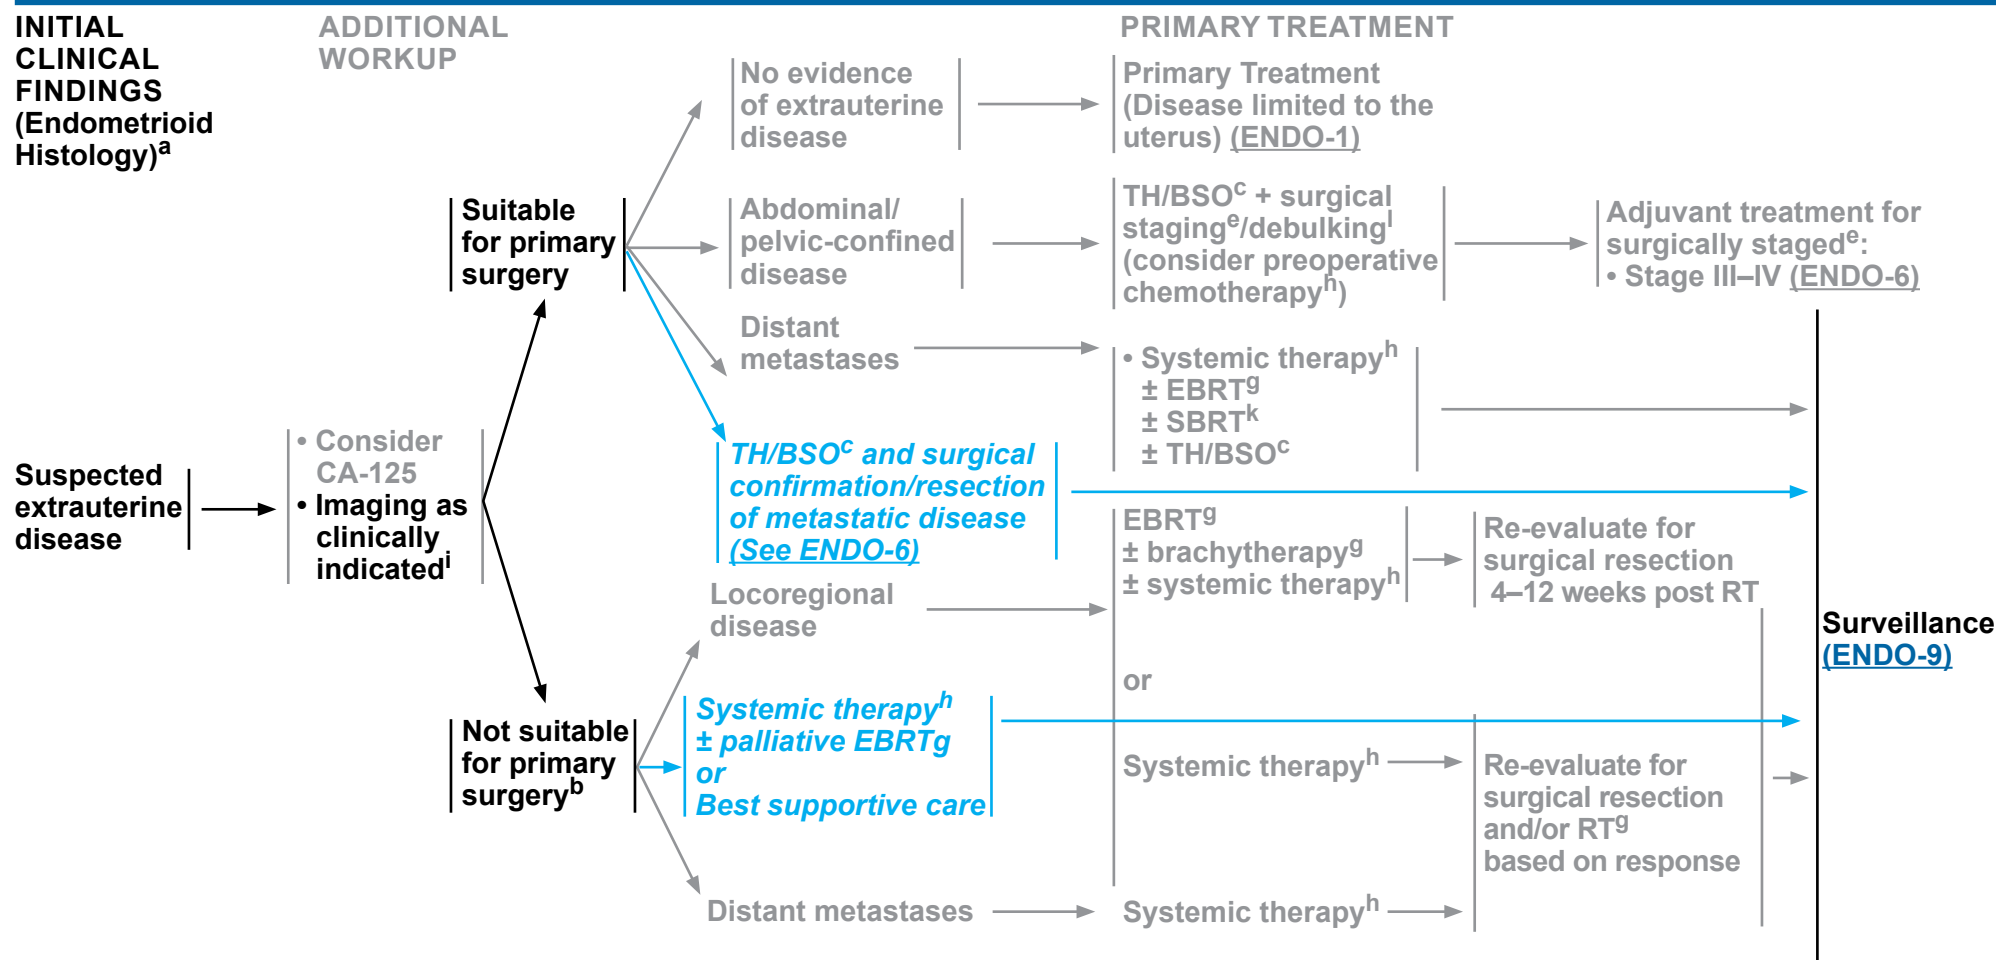 INITIAL
CLINICAL
FINDINGS
(Endometrioid
Histology)a
ADDITIONAL
WORKUP
PRIMARY TREATMENT
No evidence
of extrauterine
disease
Primary Treatment
(Disease limited to the
uterus) (ENDO-1)
Suitable
for primary
surgery
Abdominal/
pelvic-confined
disease
TH/BSOc + surgical
staginge/debulkingl
(consider preoperative
chemotherapyh)
Adjuvant treatment for
surgically stagede:
• Stage III–IV (ENDO-6)
Distant
metastases
• Systemic therapyh
± EBRTg
± SBRTk
± TH/BSOc
Suspected
extrauterine
disease
• Consider
CA-125
• Imaging as
clinically
indicatedi
TH/BSOc and surgical
confirmation/resection
of metastatic disease
(See ENDO-6)
EBRTg
± brachytherapyg
± systemic therapyh
Re-evaluate for
surgical resection
4–12 weeks post RT
Locoregional
disease
Surveillance
(ENDO-9)
or
Not suitable
for primary
surgeryb
Systemic therapyh
± palliative EBRTg
or
Best supportive care
Systemic therapyh
Re-evaluate for
surgical resection
and/or RTg
based on response
Distant metastases
Systemic therapyh